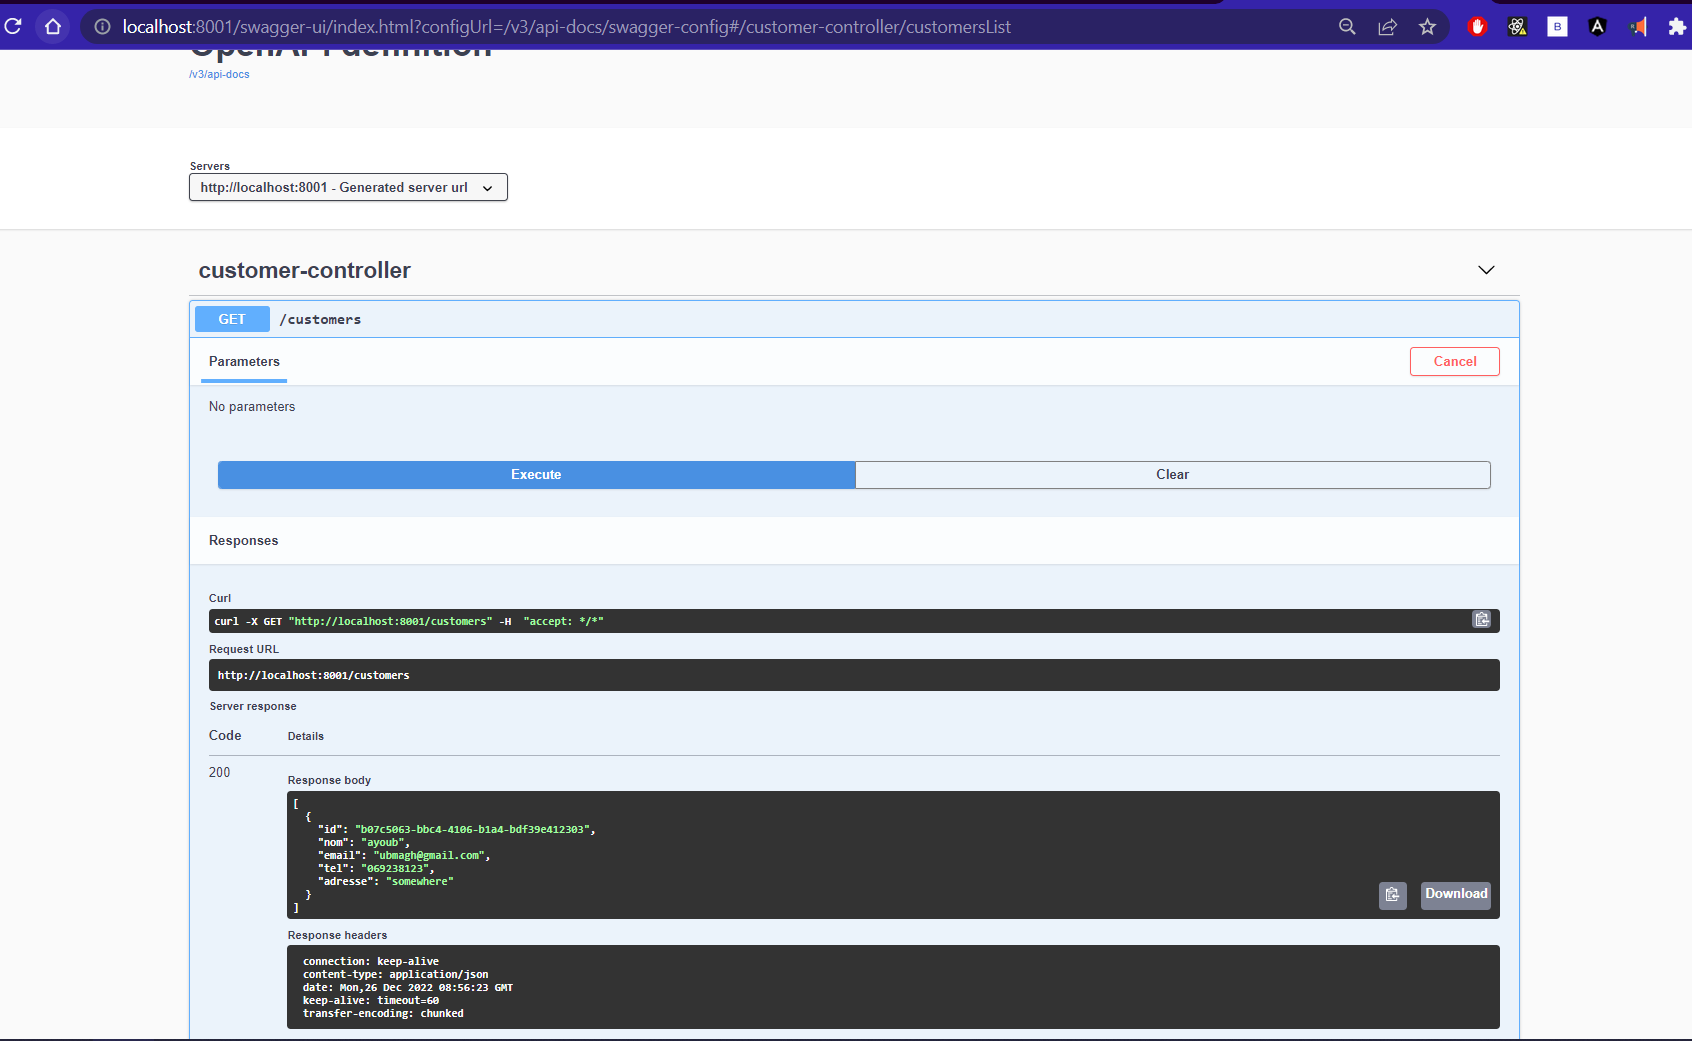 localhost:8001/swagger-ui/index.html?configUrl=/v3/api-docs/swagger-config#/customer-controller/customersList
B
A
OpenAPI definition
/v3/api-docs
Servers
http://localhost:8001 - Generated server url
customer-controller
GET /customers
Parameters
Cancel
No parameters
Execute
Clear
Responses
Curl
curl -X GET "http://localhost:8001/customers" -H  "accept: */*"
Request URL
http://localhost:8001/customers
Server response
Code
Details
200
Response body
[
  {
    "id": "b07c5063-bbc4-4106-b1a4-bdf39e412303",
    "nom": "ayoub",
    "email": "ubmagh@gmail.com",
    "tel": "069238123",
    "adresse": "somewhere"
  }
]
Download
Response headers
connection: keep-alive
content-type: application/json
date: Mon,26 Dec 2022 08:56:23 GMT
keep-alive: timeout=60
transfer-encoding: chunked